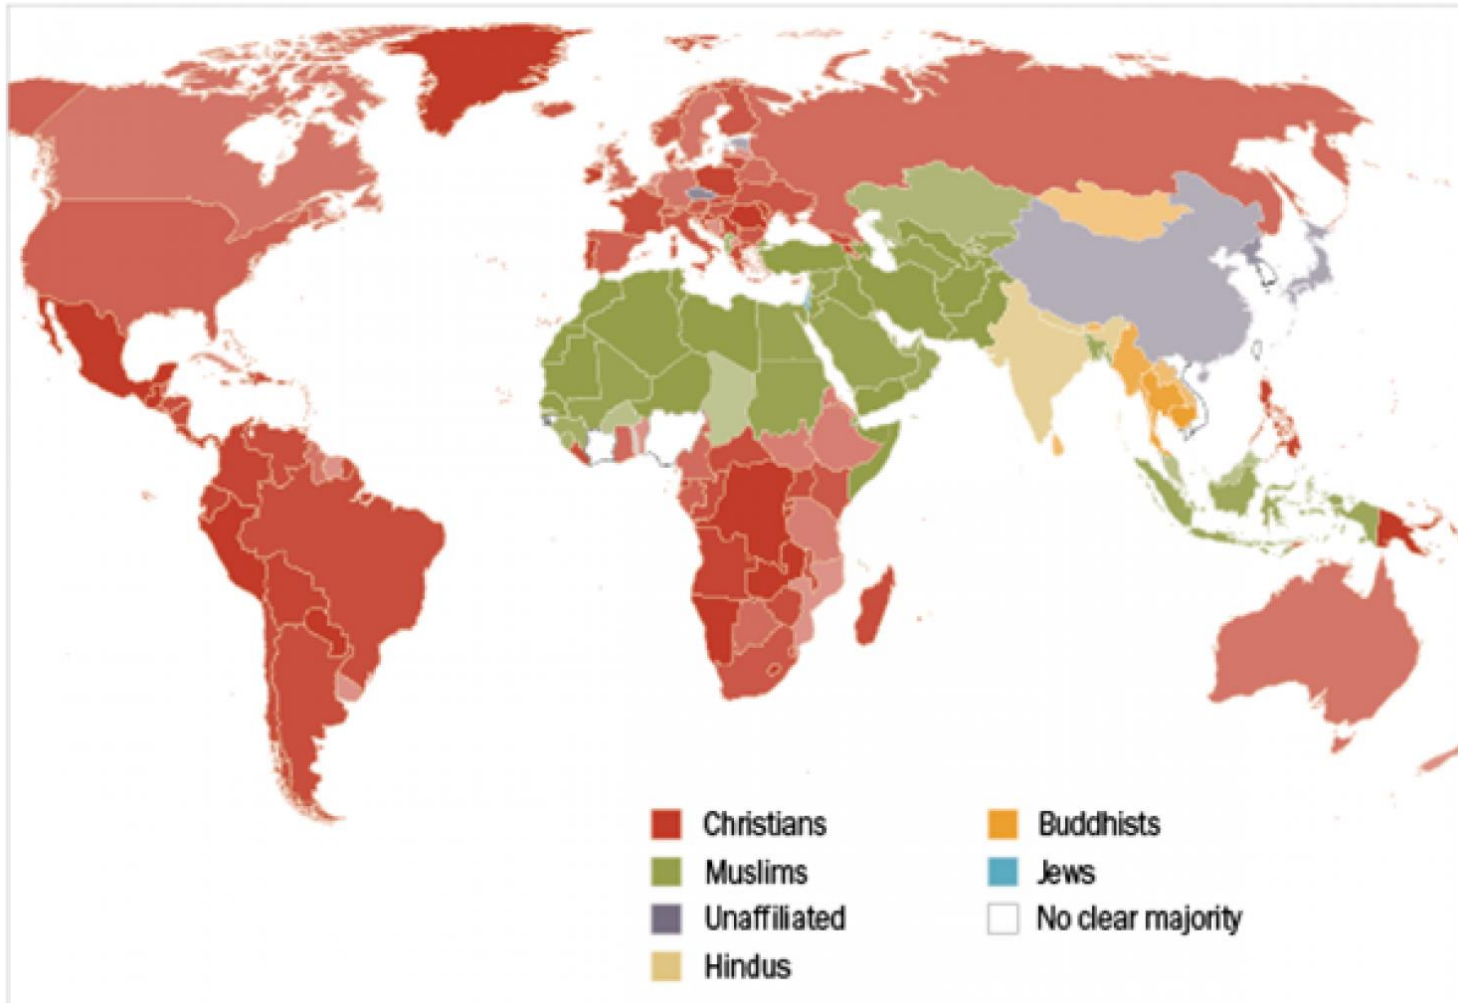 Christians
Muslims
Unaffiliated
Hindus
Buddhists
Jews
No clear majority